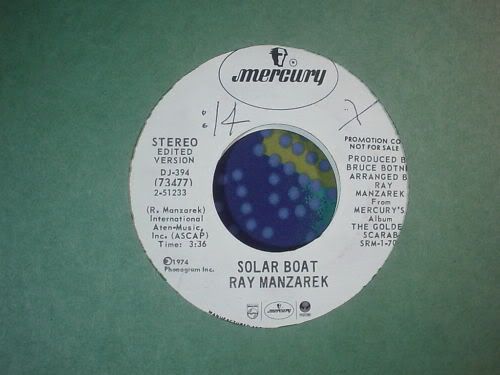 mercury
:14
STEREO
EDITED
VERSION
DJ-394
(73477)
2-51233
(R. Manzarek)
International
Aten-Music,
Inc. (ASCAP)
Time: 3:36
℗1974
Phonogram Inc.
PROMOTION CO
NOT FOR SALE
PRODUCED B
BRUCE BOTN
ARRANGED B
RAY
MANZAREK
From
MERCURY'S
Album
THE GOLDE
SCARAB
SRM-1-70
SOLAR BOAT
RAY MANZAREK
PHILIPS
mercury